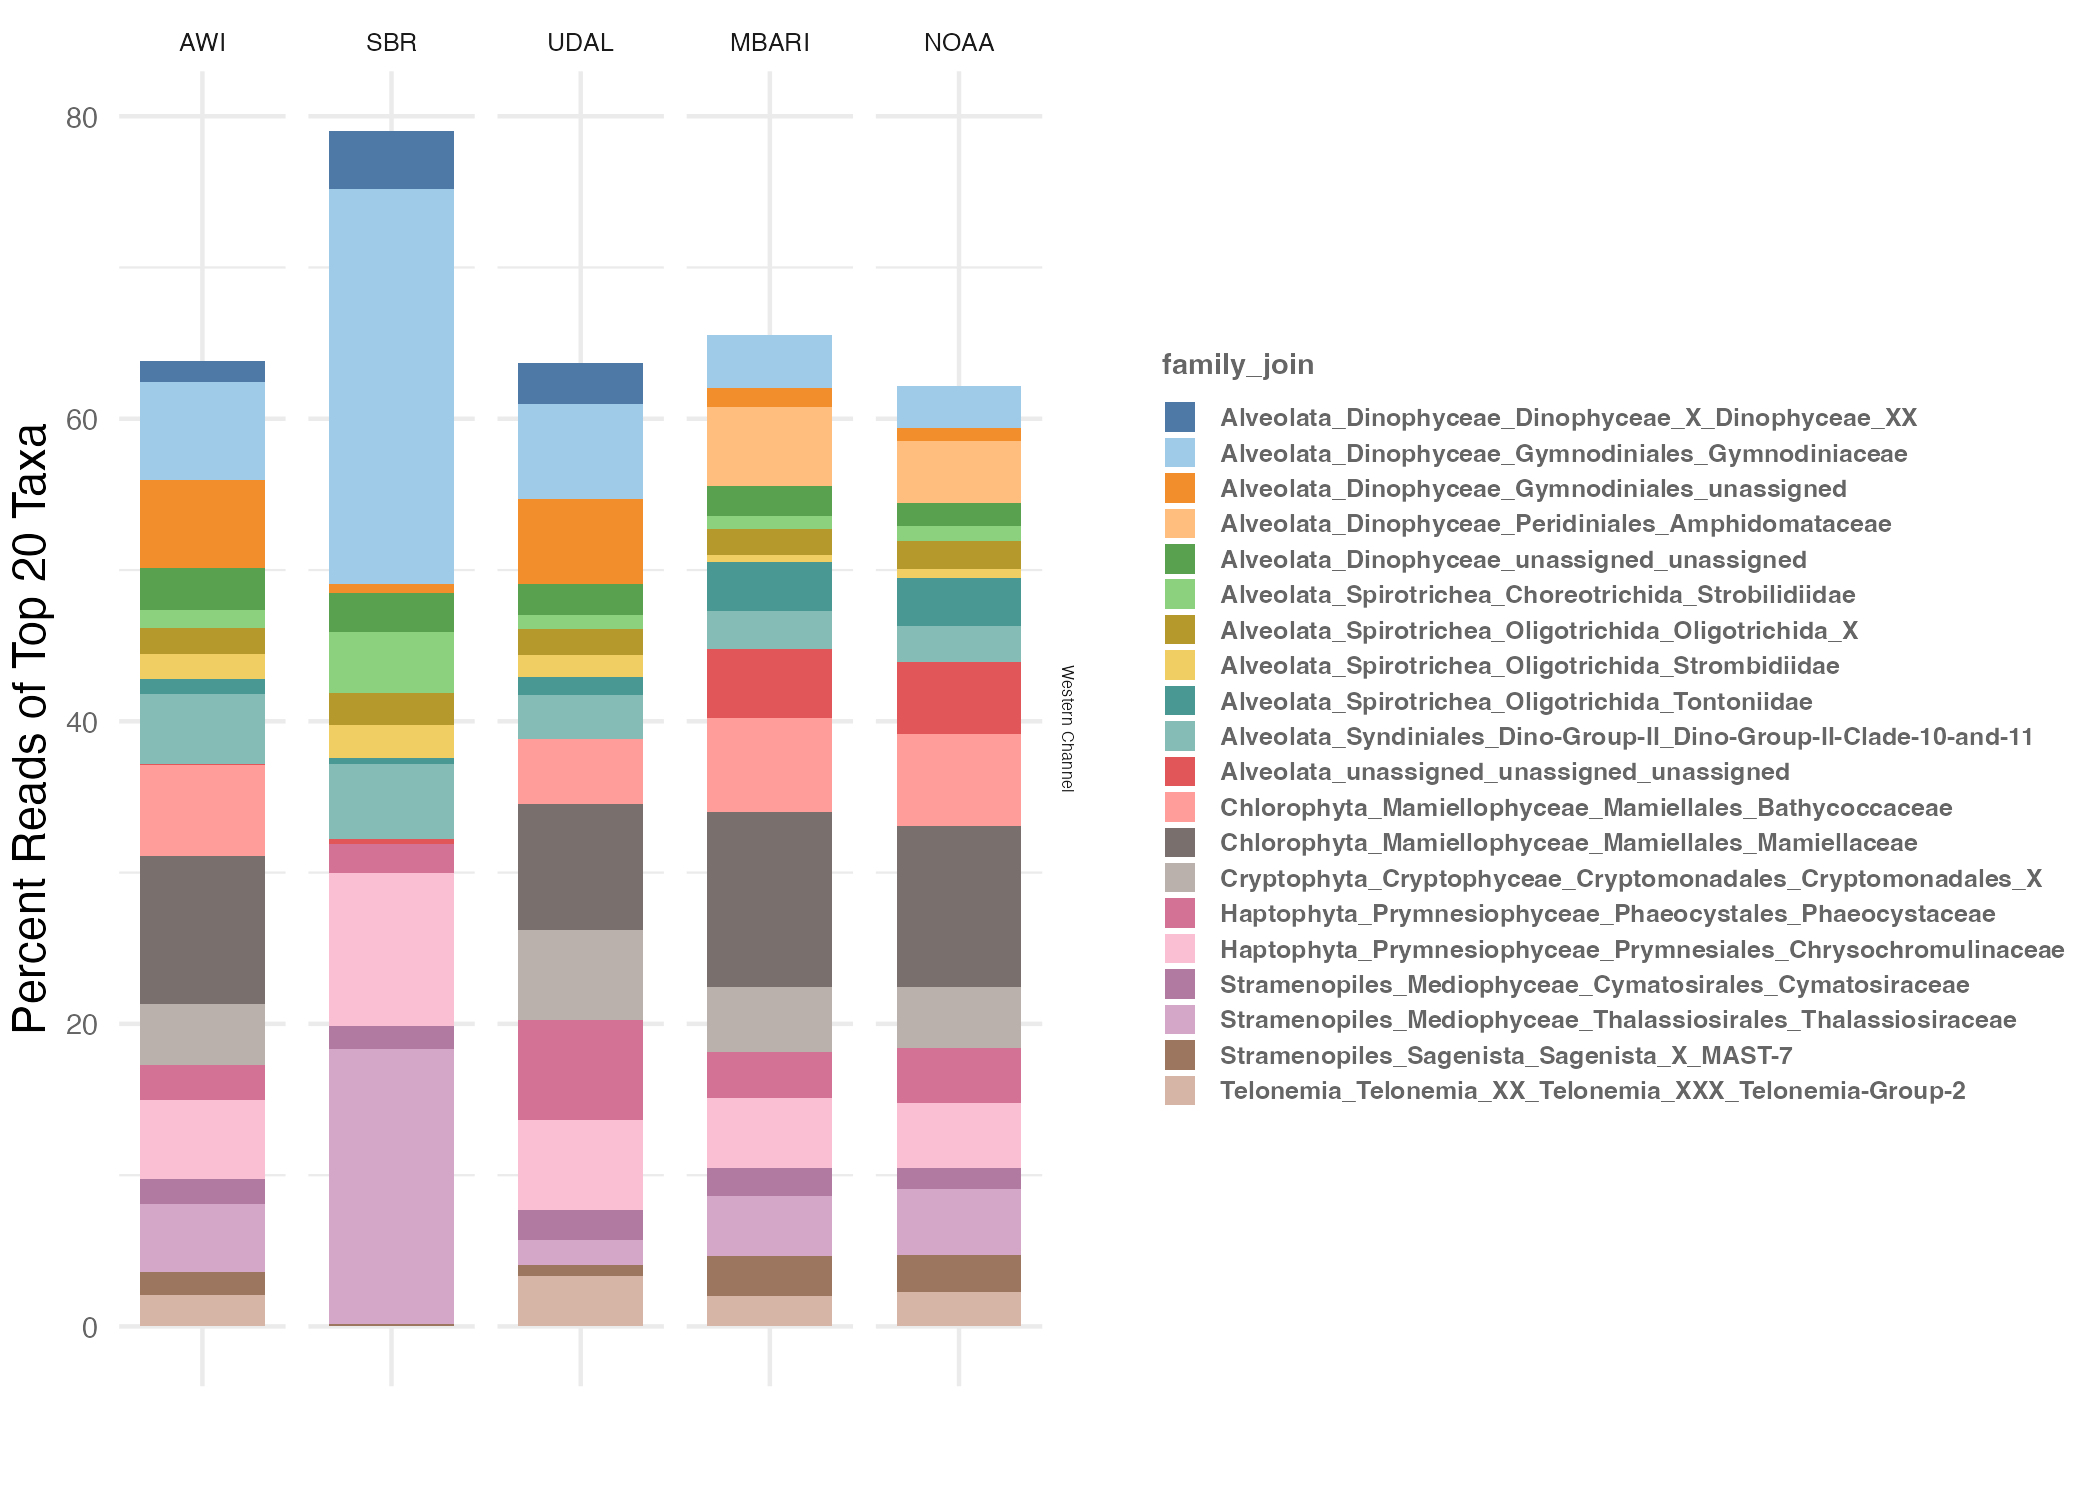 AWI
SBR
UDAL
MBARI
NOAA
Percent Reads of Top 20 Taxa
80
60
40
20
0
Western Channel
family_join
Alveolata_Dinophyceae_Dinophyceae_X_Dinophyceae_XX
Alveolata_Dinophyceae_Gymnodiniales_Gymnodiniaceae
Alveolata_Dinophyceae_Gymnodiniales_unassigned
Alveolata_Dinophyceae_Peridiniales_Amphidomataceae
Alveolata_Dinophyceae_unassigned_unassigned
Alveolata_Spirotrichea_Choreotrichida_Strobilidiidae
Alveolata_Spirotrichea_Oligotrichida_Oligotrichida_X
Alveolata_Spirotrichea_Oligotrichida_Strombidiidae
Alveolata_Spirotrichea_Oligotrichida_Tontoniidae
Alveolata_Syndiniales_Dino-Group-II_Dino-Group-II-Clade-10-and-11
Alveolata_unassigned_unassigned_unassigned
Chlorophyta_Mamiellophyceae_Mamiellales_Bathycoccaceae
Chlorophyta_Mamiellophyceae_Mamiellales_Mamiellaceae
Cryptophyta_Cryptophyceae_Cryptomonadales_Cryptomonadales_X
Haptophyta_Prymnesiophyceae_Phaeocystales_Phaeocystaceae
Haptophyta_Prymnesiophyceae_Prymnesiales_Chrysochromulinaceae
Stramenopiles_Mediophyceae_Cymatosirales_Cymatosiraceae
Stramenopiles_Mediophyceae_Thalassiosirales_Thalassiosiraceae
Stramenopiles_Sagenista_Sagenista_X_MAST-7
Telonemia_Telonemia_XX_Telonemia_XXX_Telonemia-Group-2